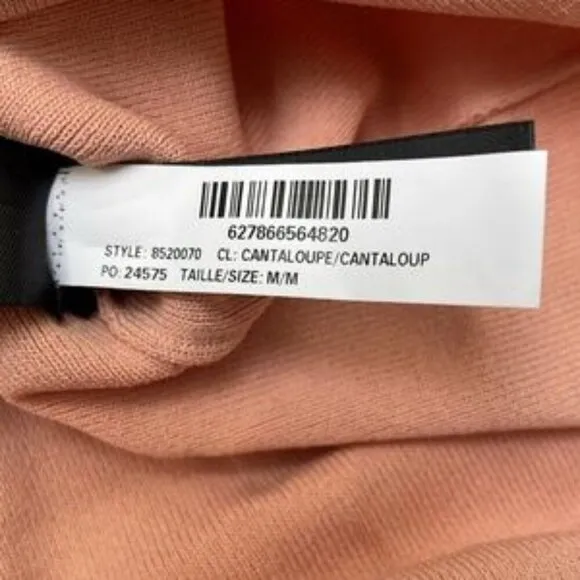 627866564820
STYLE: 8520070 CL: CANTALOUPE/CANTALOUP
PO: 24575 TAILLE/SIZE: M/M